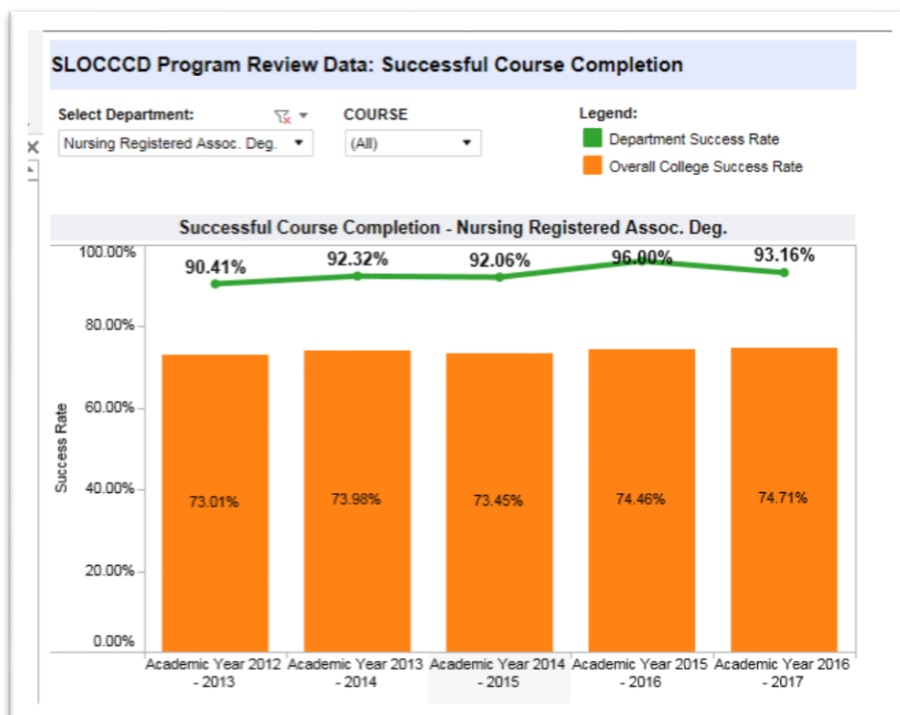 SLOCCCD Program Review Data: Successful Course Completion
Select Department:
COURSE
Legend:
Nursing Registered Assoc. Deg.
(All)
Department Success Rate
Overall College Success Rate
Successful Course Completion - Nursing Registered Assoc. Deg.
100.00%
90.41%
92.32%
92.06%
96.00%
93.16%
80.00%
60.00%
Success Rate
40.00%
73.01%
73.98%
73.45%
74.46%
74.71%
20.00%
0.00%
Academic Year 2012
- 2013
Academic Year 2013
- 2014
Academic Year 2014
- 2015
Academic Year 2015
- 2016
Academic Year 2016
- 2017